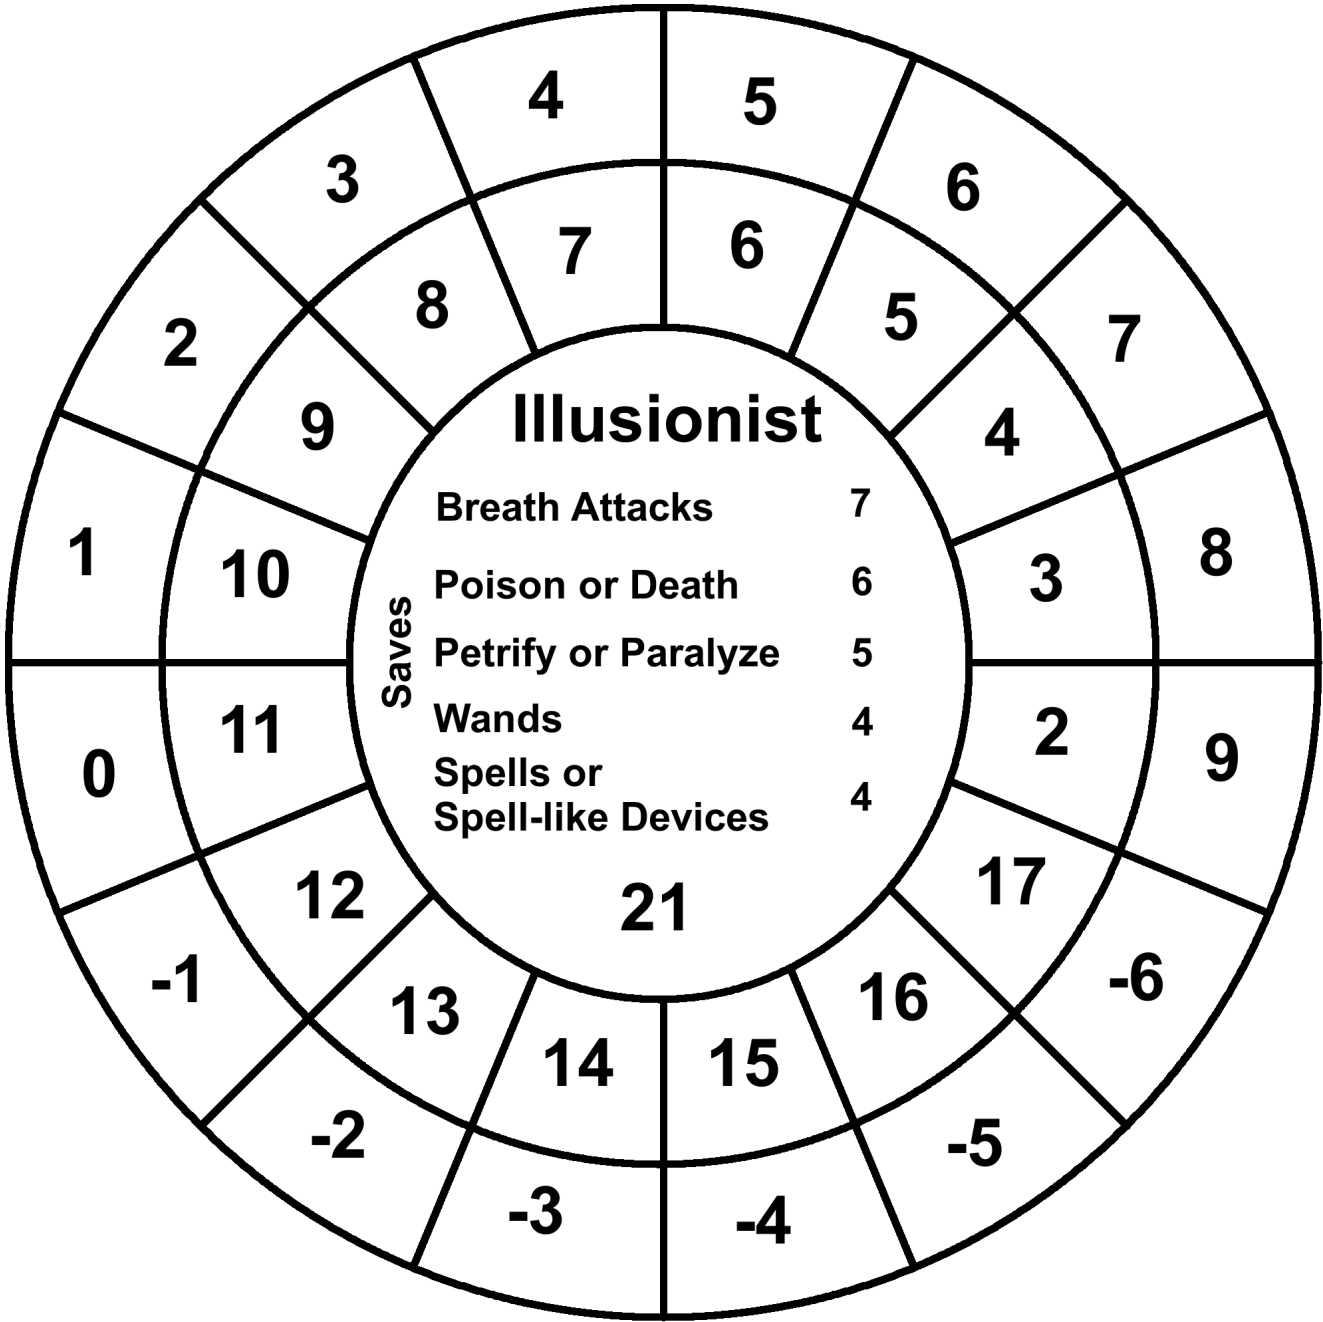 4 5
3 6
7 6
8 5
2 7
9 4
Illusionist
Breath Attacks 7
1 10 3 8
Poison or Death 6
Saves
Petrify or Paralyze 5
Wands 4
0 11 2 9
Spells or
Spell-like Devices 4
12 21 17
-1 -6
13 16
14 15
-2 -5
-3 -4